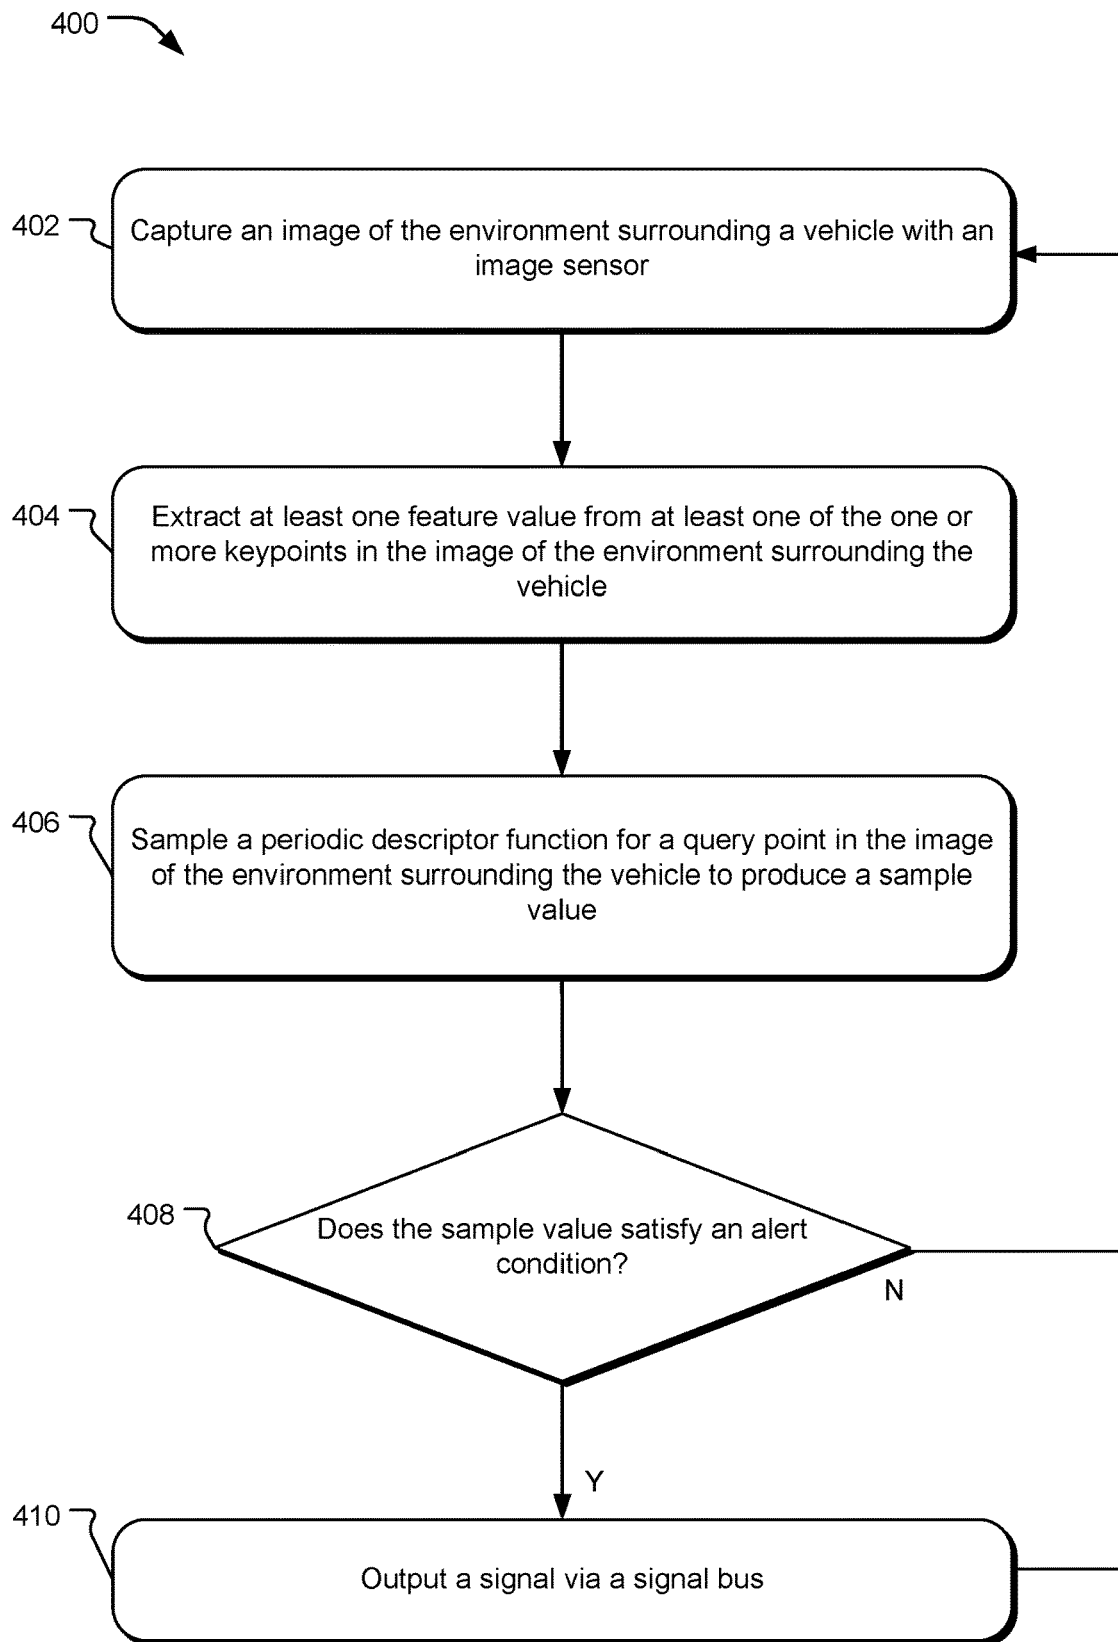 400
402
Capture an image of the environment surrounding a vehicle with an
image sensor
404
Extract at least one feature value from at least one of the one or
more keypoints in the image of the environment surrounding the
vehicle
406
Sample a periodic descriptor function for a query point in the image
of the environment surrounding the vehicle to produce a sample
value
408
Does the sample value satisfy an alert
condition?
N
Y
410
Output a signal via a signal bus